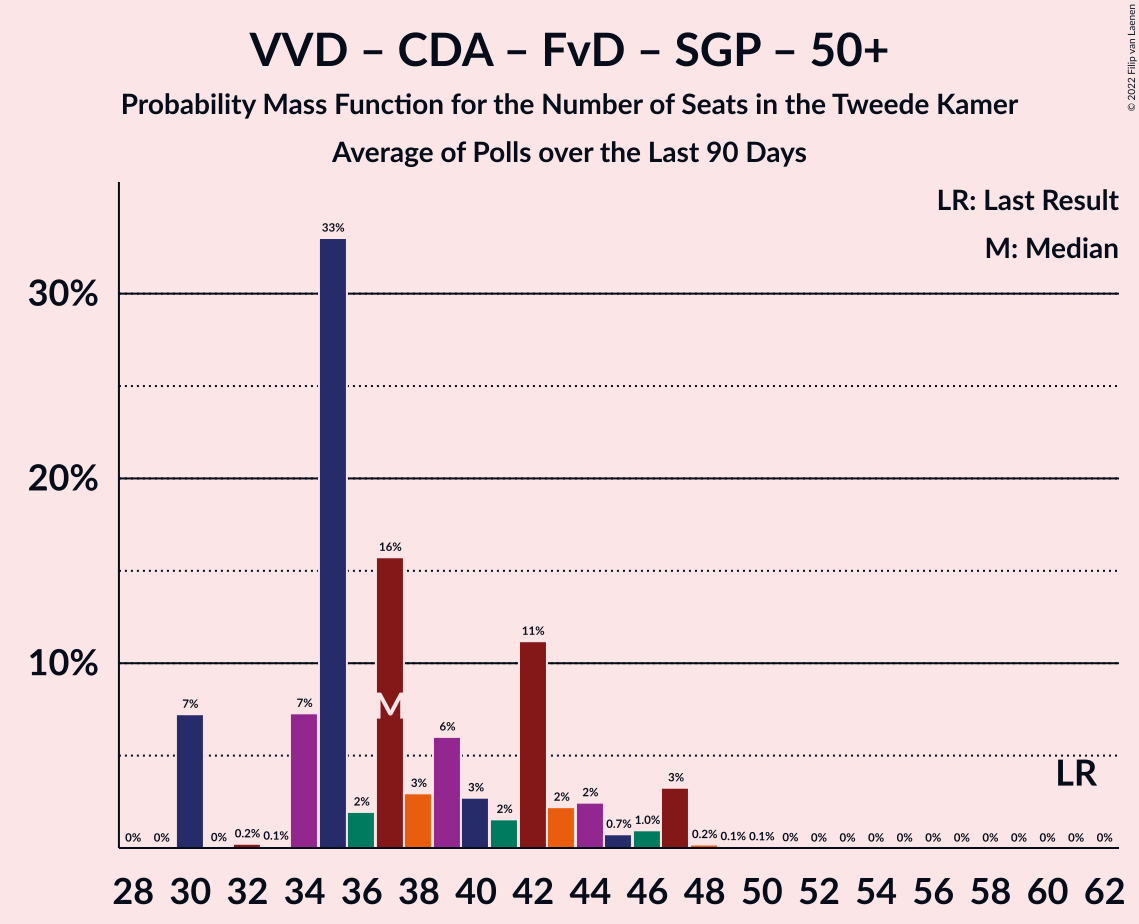 VVD – CDA – FvD – SGP – 50+
Probability Mass Function for the Number of Seats in the Tweede Kamer
Average of Polls over the Last 90 Days
© 2022 Filip van Laenen
LR: Last Result
M: Median
30%
20%
10%
0% 0% 7% 0% 0.2% 0.1% 7% 33% 2% 16% 3% 6% 3% 2% 11% 2% 2% 0.7% 1.0% 3% 0.2% 0.1% 0.1% 0% 0% 0% 0% 0% 0% 0% 0% 0% 0% 0% 0%
M
LR
28 30 32 34 36 38 40 42 44 46 48 50 52 54 56 58 60 62